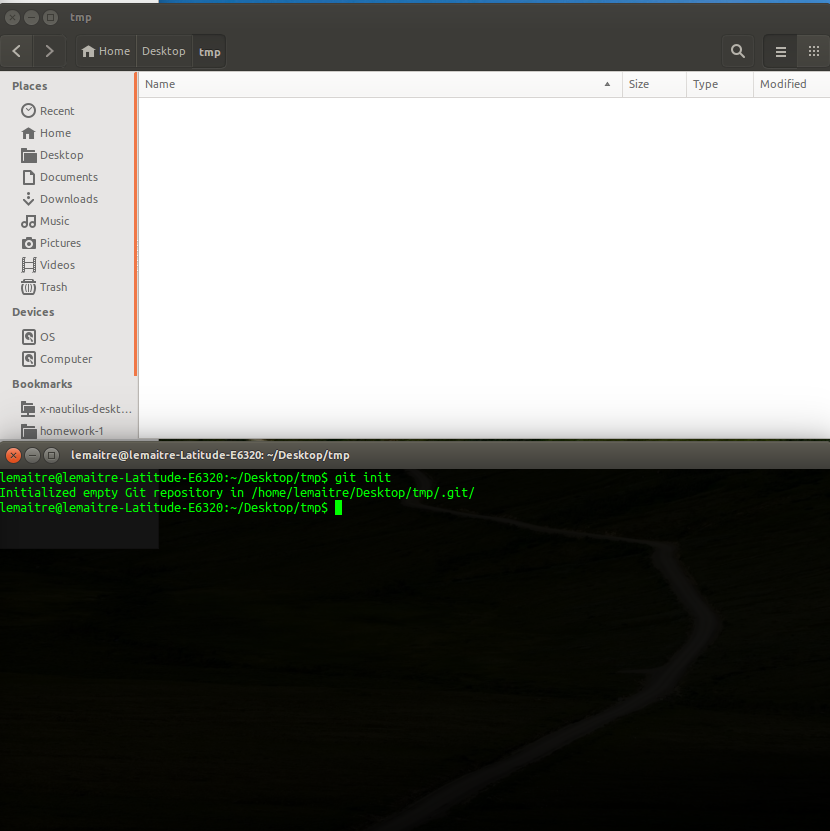 tmp
Home Desktop tmp
Places
Recent
Home
Desktop
Documents
Downloads
Music
Pictures
Videos
Trash
Devices
OS
Computer
Bookmarks
x-nautilus-deskt...
homework-1
Name Size Type Modified
lemaitre@lemaitre-Latitude-E6320: ~/Desktop/tmp
lemaitre@lemaitre-Latitude-E6320:~/Desktop/tmp$ git init
Initialized empty Git repository in /home/lemaitre/Desktop/tmp/.git/
lemaitre@lemaitre-Latitude-E6320:~/Desktop/tmp$